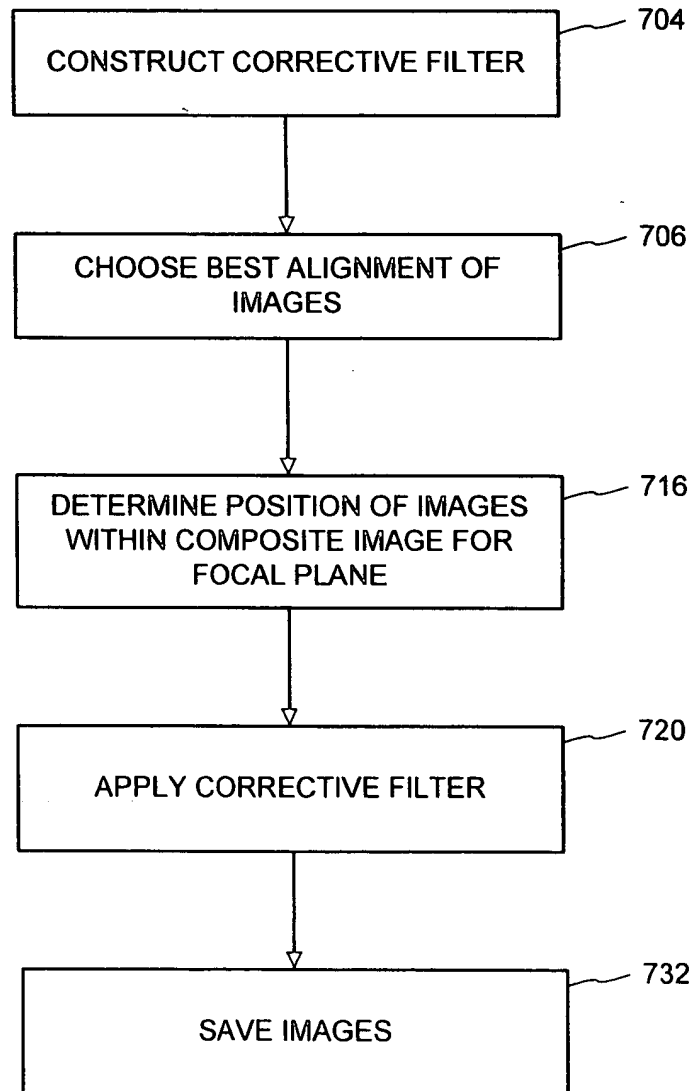 704
CONSTRUCT CORRECTIVE FILTER
706
CHOOSE BEST ALIGNMENT OF
IMAGES
716
DETERMINE POSITION OF IMAGES
WITHIN COMPOSITE IMAGE FOR
FOCAL PLANE
720
APPLY CORRECTIVE FILTER
732
SAVE IMAGES